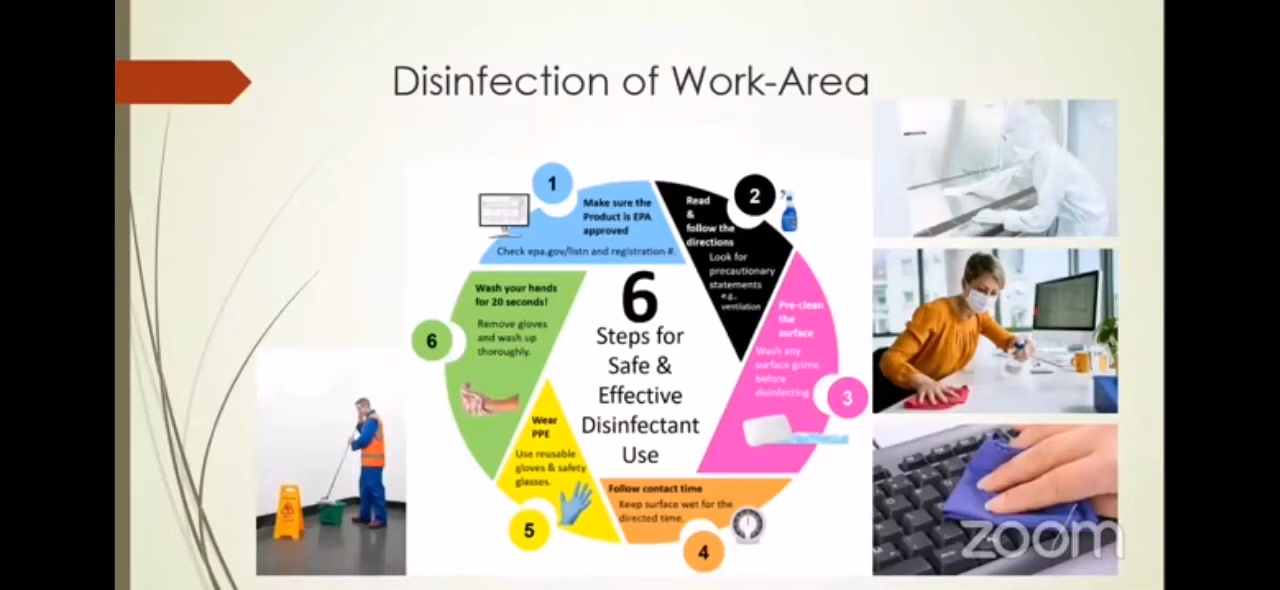 Disinfection of Work-Area
1
Make sure the
Product is EPA
approved
Check epa.gov/listn and registration #.
2
Read
&
follow the
directions
Look for
precautionary
statements
e.g.,
ventilation
Pre-clean
the
surface
Wash any
surface grime
before
disinfecting
3
Follow contact time
Keep surface wet for the
directed time.
4
Wear
PPE
Use reusable
gloves & safety
glasses.
5
Wash your hands
for 20 seconds!
Remove gloves
and wash up
thoroughly.
6
6
Steps for
Safe &
Effective
Disinfectant
Use
zoom